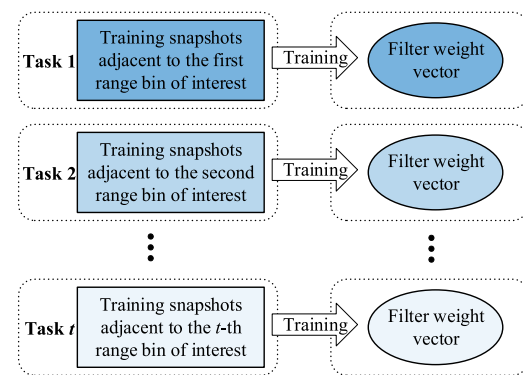 Task 1
Training snapshots
adjacent to the first
range bin of interest
Training
Filter weight
vector
Task 2
Training snapshots
adjacent to the second
range bin of interest
Training
Filter weight
vector
Task t
Training snapshots
adjacent to the t-th
range bin of interest
Training
Filter weight
vector